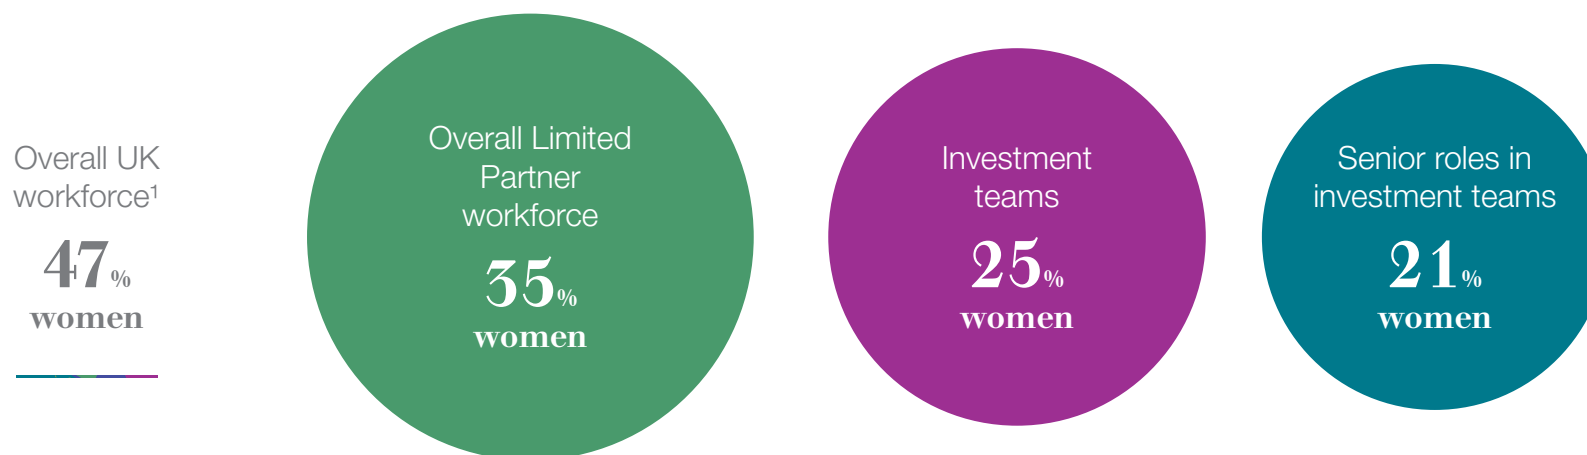 Overall UK
workforce¹
47%
women
Overall Limited
Partner
workforce
35%
women
Investment
teams
25%
women
Senior roles in
investment teams
21%
women